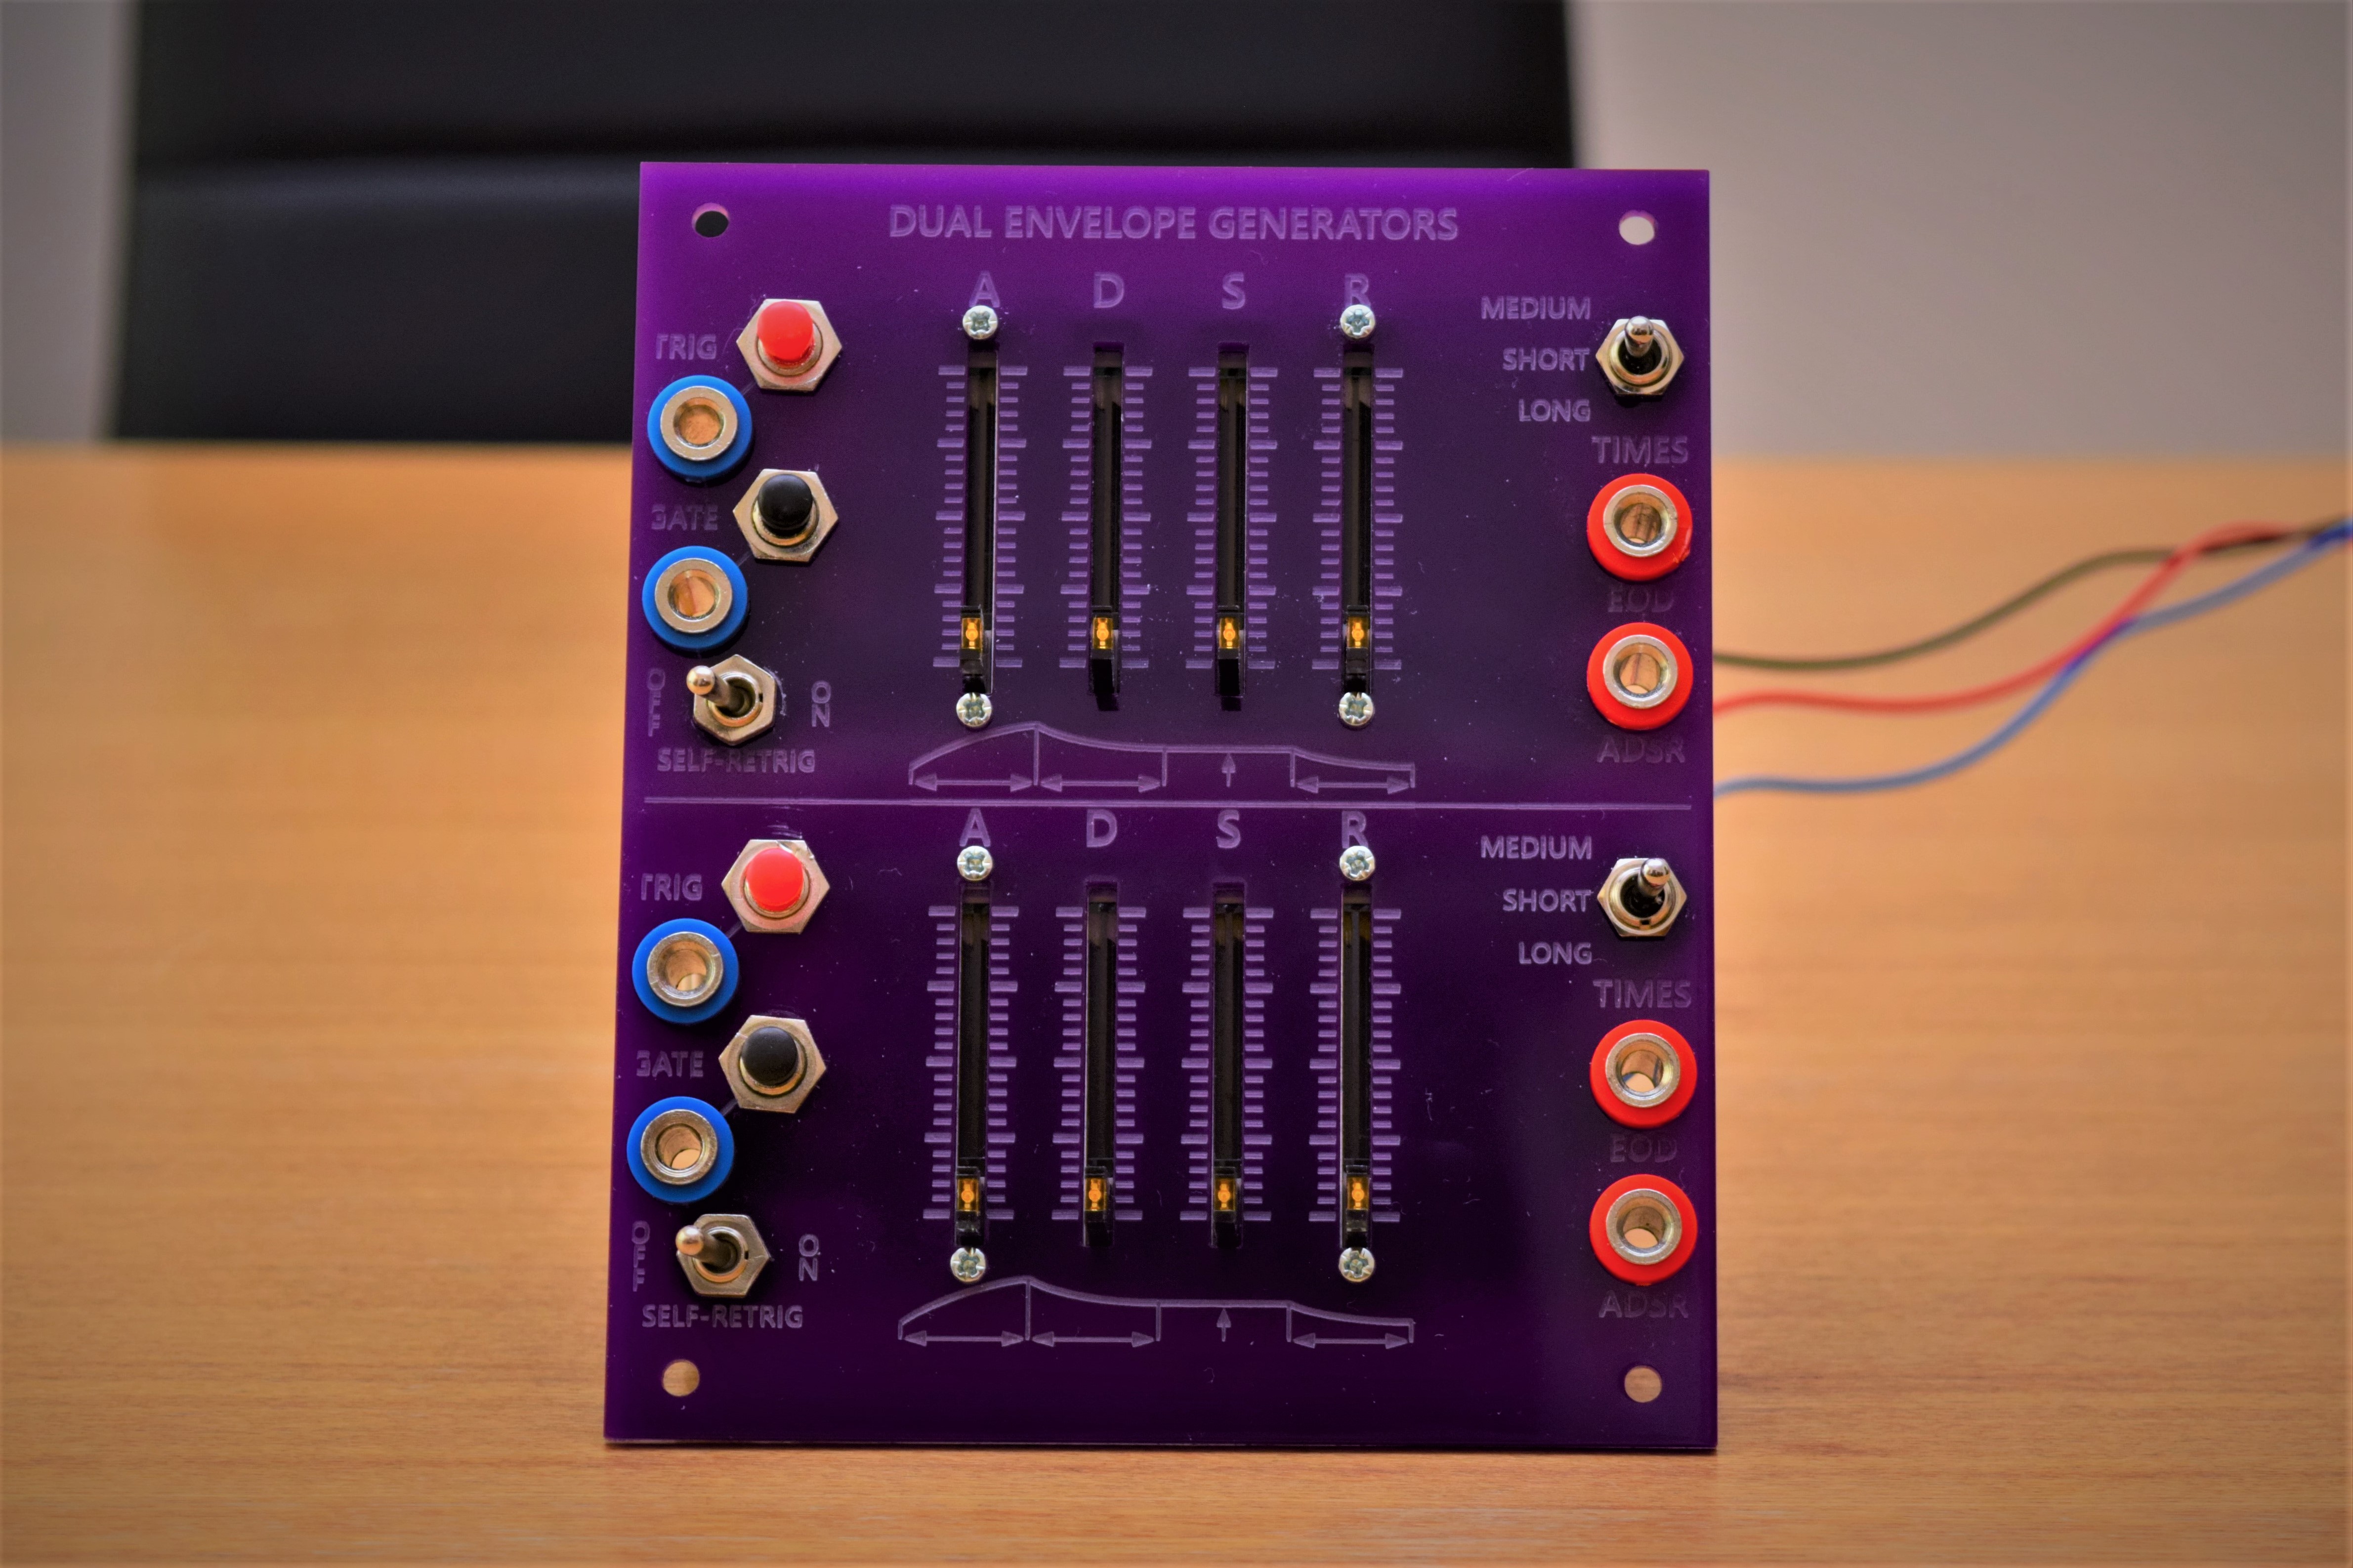 DUAL ENVELOPE GENERATORS
A D S R
MEDIUM
TRIG
SHORT
LONG
TIMES
GATE
EOD
OFF
ON
ADSR
SELF-RETRIG
A D S R
MEDIUM
TRIG
SHORT
LONG
TIMES
GATE
EOD
OFF
ON
ADSR
SELF-RETRIG